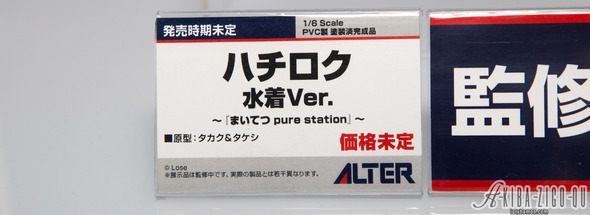 発売時期未定
1/6 Scale
PVC製 塗装済完成品
ハチロク
水着Ver.
～『まいてつ pure station』～
■原型：タカク&タケシ
価格未定
© Lose
※展示品は監修中です。実際の製品とは若干異なります。
ALTER
監修
AKIBA-ZIGO-QU